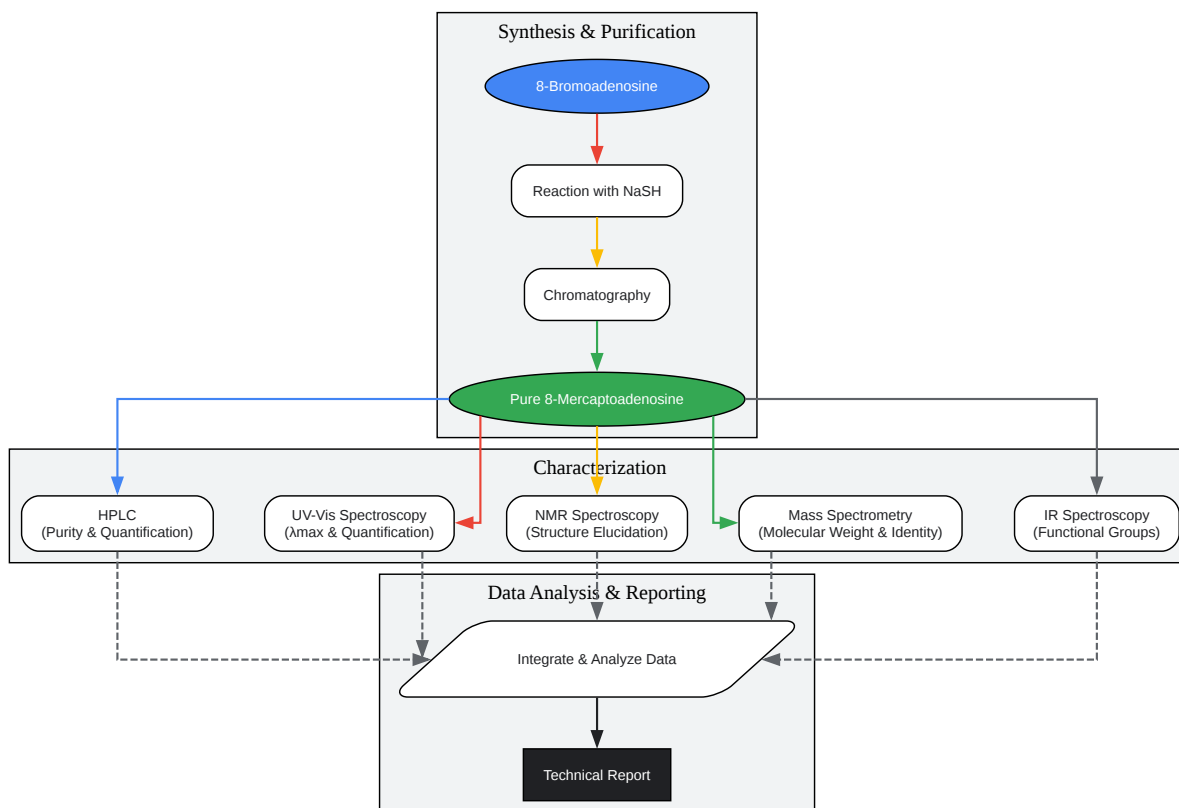 Synthesis & Purification
8-Bromoadenosine
Reaction with NaSH
Chromatography
Pure 8-Mercaptoadenosine
Characterization
HPLC
(Purity & Quantification)
UV-Vis Spectroscopy
(λmax & Quantification)
NMR Spectroscopy
(Structure Elucidation)
Mass Spectrometry
(Molecular Weight & Identity)
IR Spectroscopy
(Functional Groups)
Data Analysis & Reporting
Integrate & Analyze Data
Technical Report